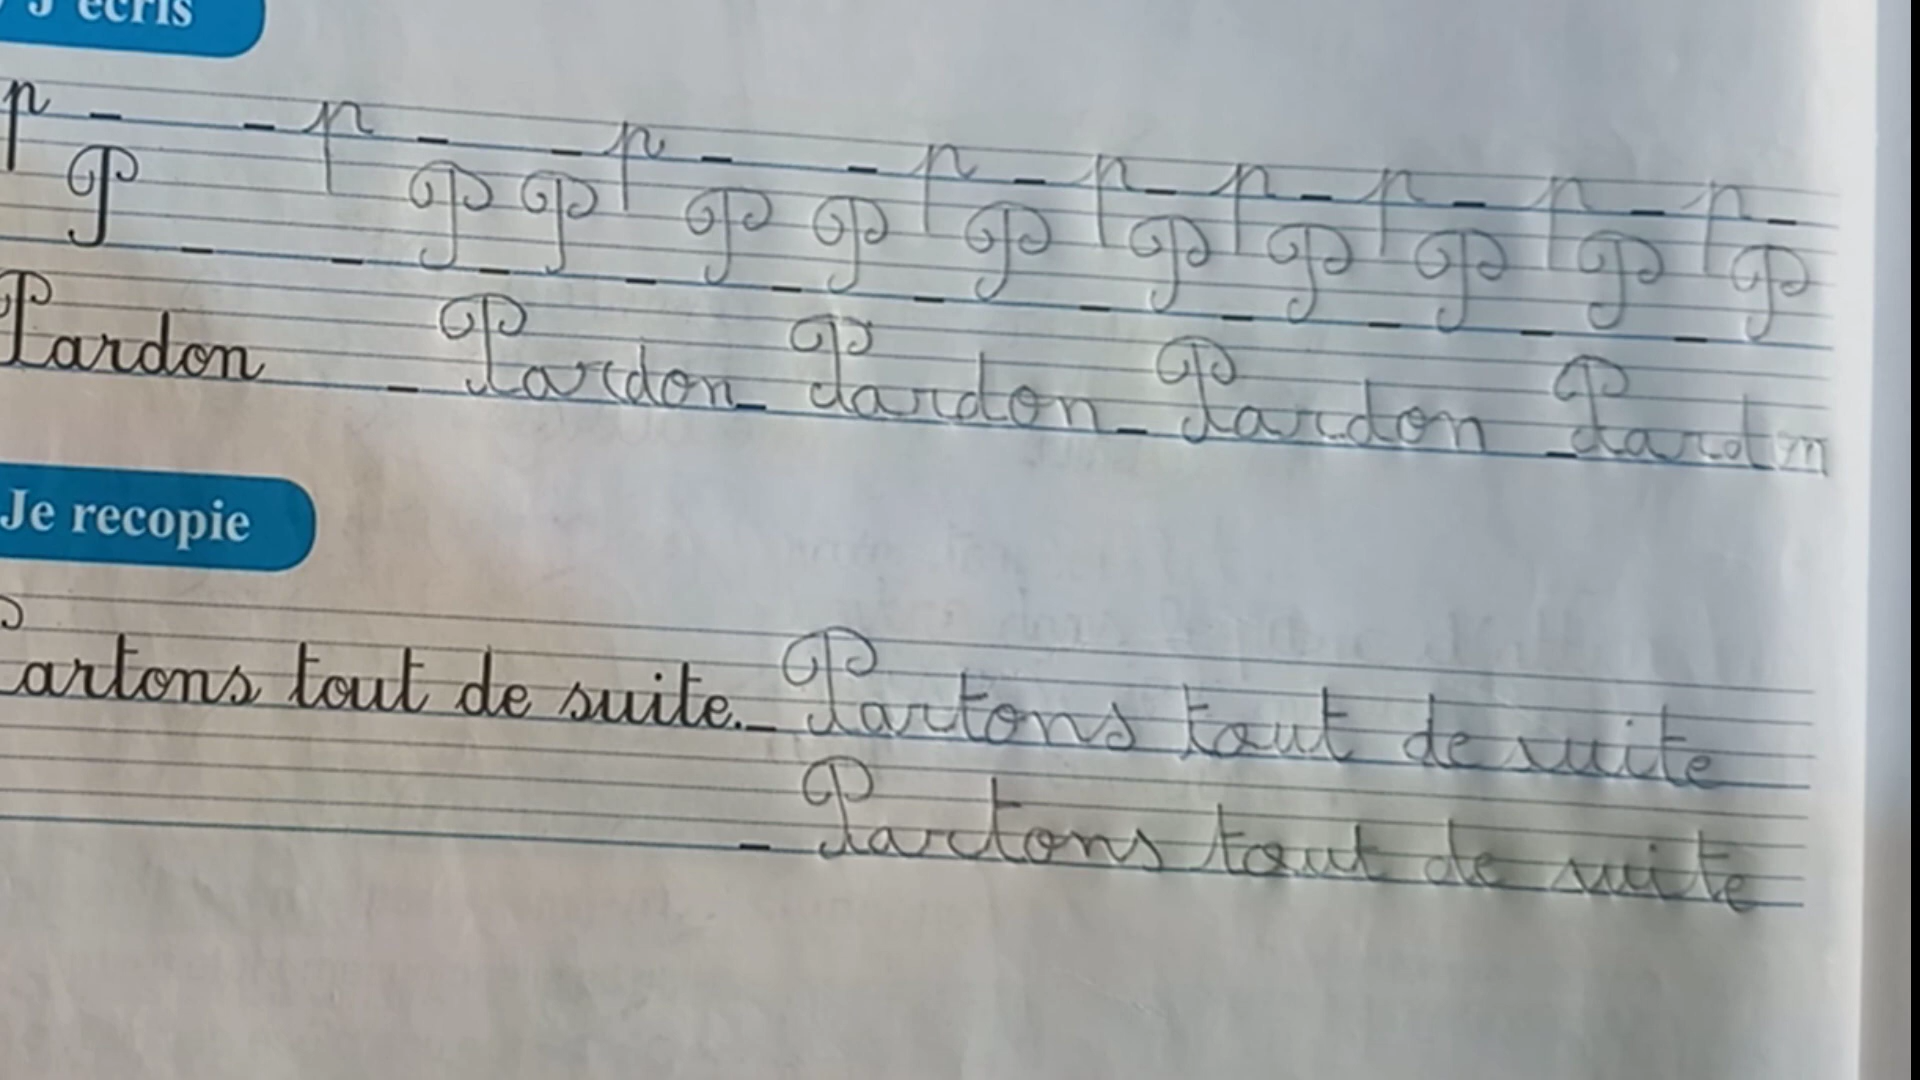 J'écris
p p p p p p p p p
P P P P P P P P P P P
Pardon Pardon Pardon Pardon Pardon
Je recopie
Partons tout de suite. Partons tout de suite
Partons tout de suite